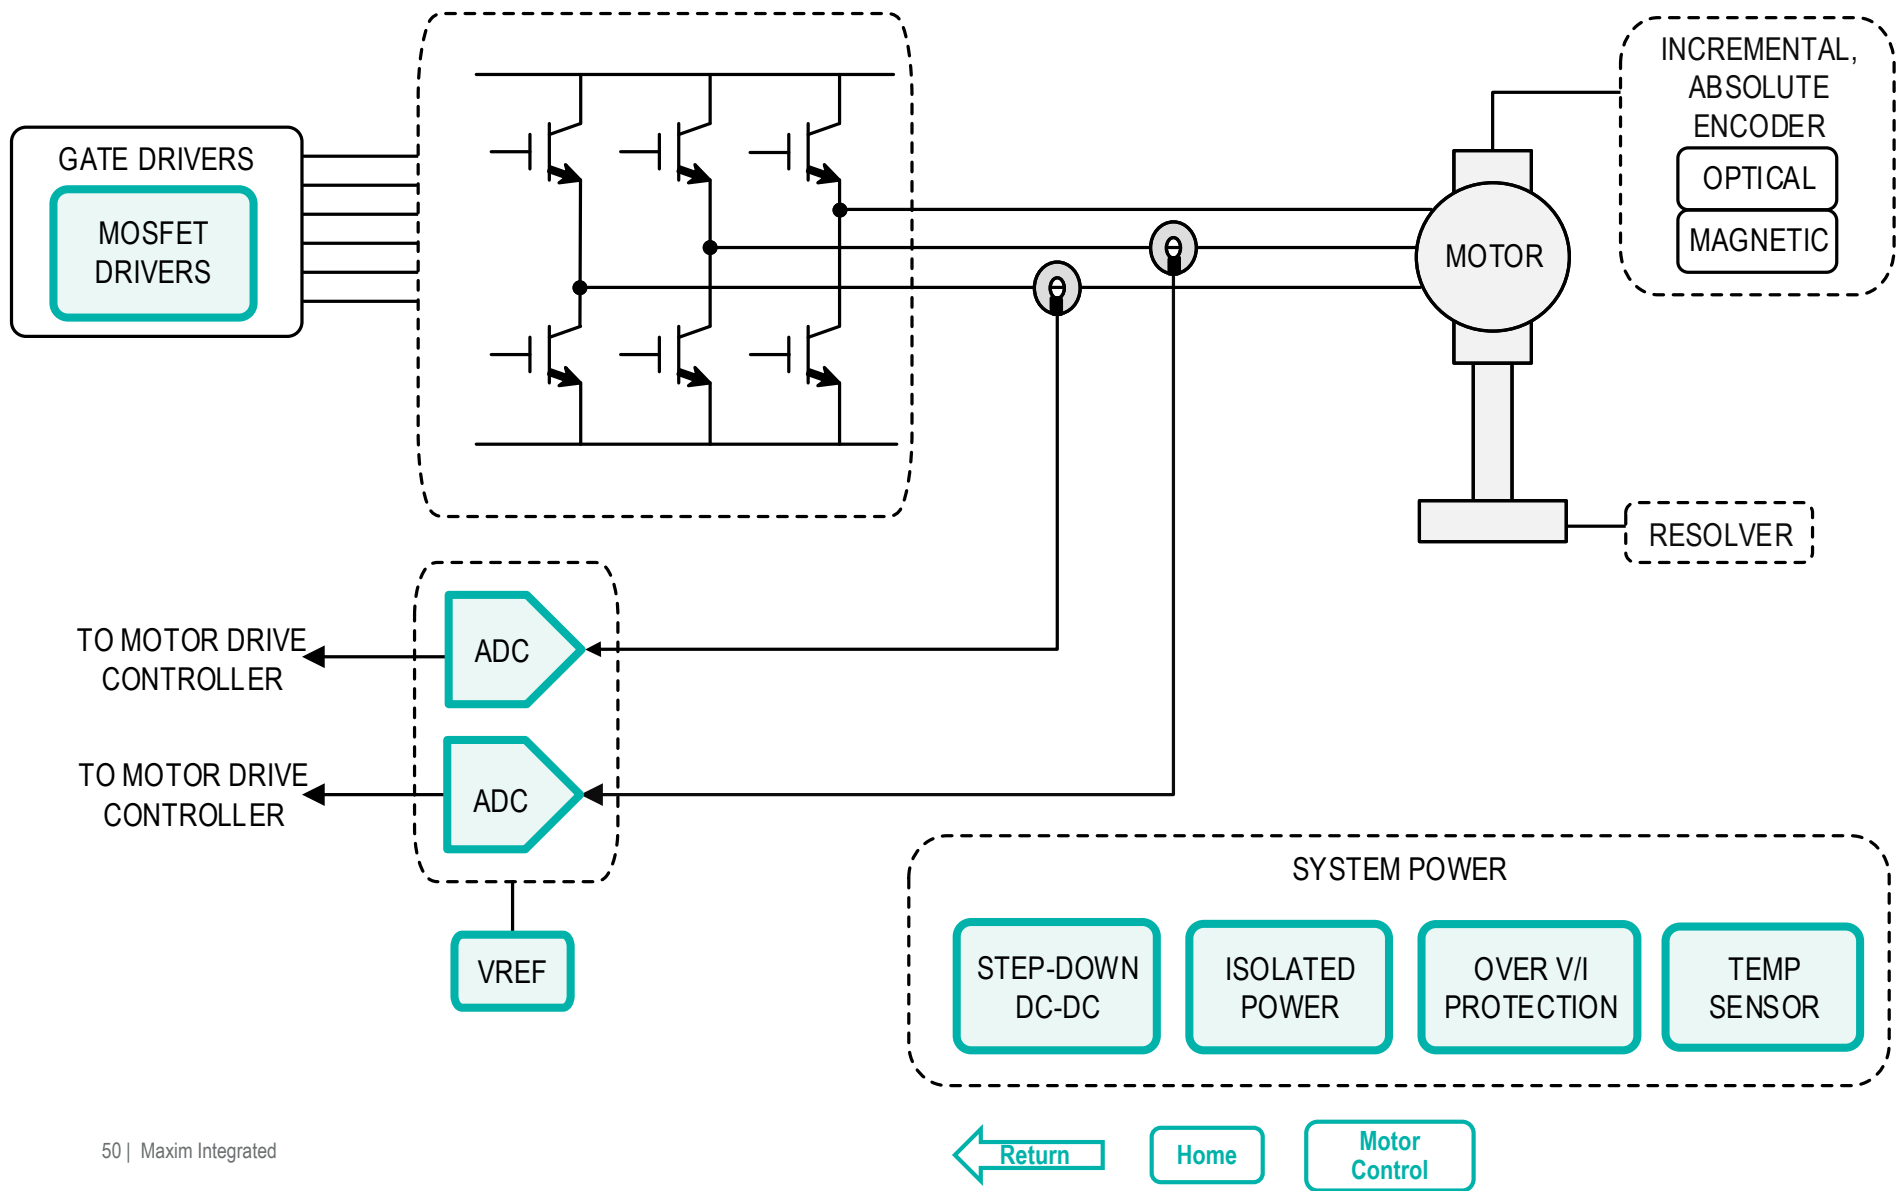 GATE DRIVERS
MOSFET
DRIVERS
INCREMENTAL,
ABSOLUTE
ENCODER
OPTICAL
MAGNETIC
MOTOR
RESOLVER
TO MOTOR DRIVE
CONTROLLER
ADC
TO MOTOR DRIVE
CONTROLLER
ADC
VREF
SYSTEM POWER
STEP-DOWN
DC-DC
ISOLATED
POWER
OVER V/I
PROTECTION
TEMP
SENSOR
50 | Maxim Integrated
Return
Home
Motor
Control